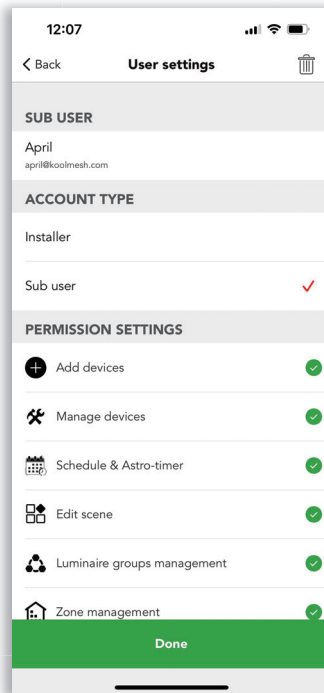 12:07
Back
User settings
SUB USER
April
april@koolmesh.com
ACCOUNT TYPE
Installer
Sub user
PERMISSION SETTINGS
Add devices
Manage devices
Schedule & Astro-timer
Edit scene
Luminaire groups management
Zone management
Done